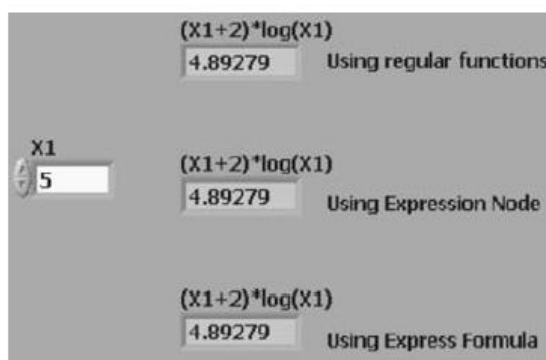 (X1+2)*log(X1)
4.89279 Using regular functions
X1
5
(X1+2)*log(X1)
4.89279 Using Expression Node
(X1+2)*log(X1)
4.89279 Using Express Formula